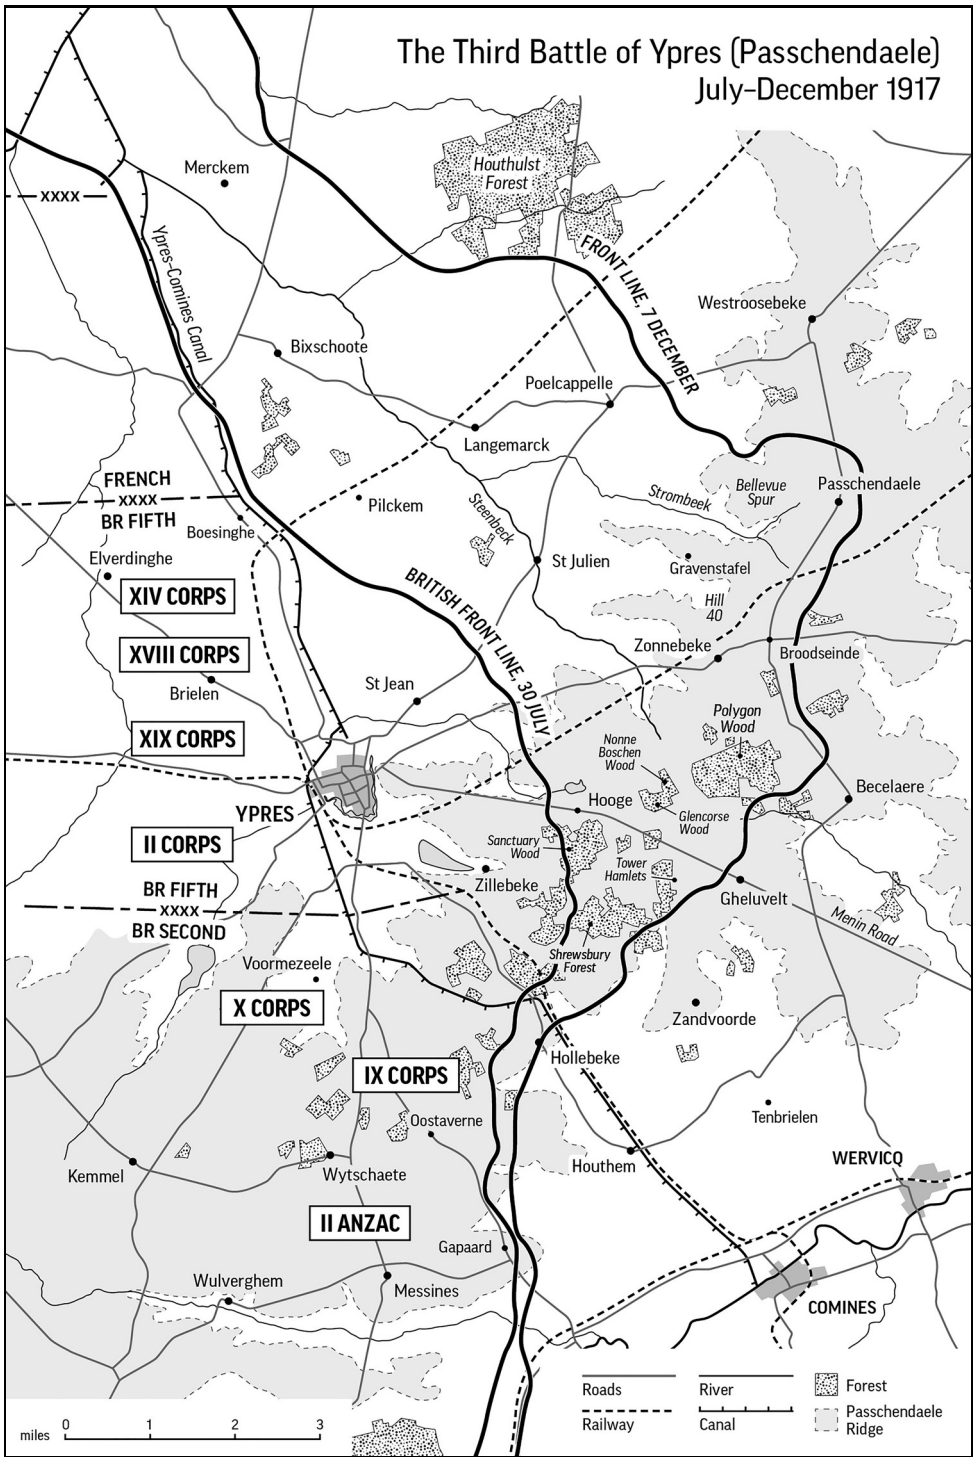 The Third Battle of Ypres (Passchendaele)
July–December 1917
Houthulst
Forest
Merckem
XXXX
Ypres–Comines Canal
FRONT LINE, 7 DECEMBER
Westroosebeke
Bixschoote
Poelcappelle
Langemarck
FRENCH
XXXX
BR FIFTH
Pilckem
Steenbeck
Strombeek
Bellevue
Spur
Passchendaele
Boesinghe
Elverdinghe
St Julien
Gravenstafel
XIV CORPS
BRITISH FRONT LINE, 30 JULY
Hill
40
XVIII CORPS
Zonnebeke
Broodseinde
Brielen
St Jean
XIX CORPS
Polygon
Wood
Nonne
Boschen
Wood
Becelaere
YPRES
Hooge
Glencorse
Wood
II CORPS
Sanctuary
Wood
Tower
Hamlets
Zillebeke
Gheluvelt
BR FIFTH
XXXX
BR SECOND
Menin Road
Voormezeele
Shrewsbury
Forest
X CORPS
Zandvoorde
Hollebeke
IX CORPS
Oostaverne
Tenbrielen
Kemmel
Wytschaete
Houthem
WERVICQ
II ANZAC
Gapaard
Wulverghem
Messines
COMINES
Roads
River
Forest
Railway
Canal
Passchendaele
Ridge
miles
0
1
2
3